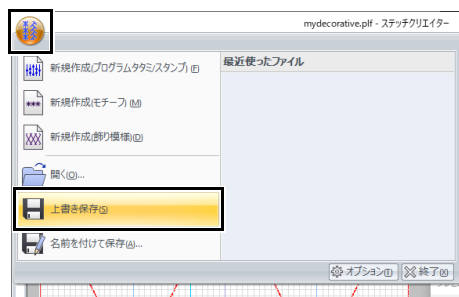 mydecorative.plf - ステッチクリエイター
新規作成(プログラムタタミ/スタンプ) (F)
最近使ったファイル
新規作成(モチーフ) (M)
新規作成(飾り模様)(D)
開く(O)...
上書き保存(S)
名前を付けて保存(A)...
オプション(T)
終了(X)